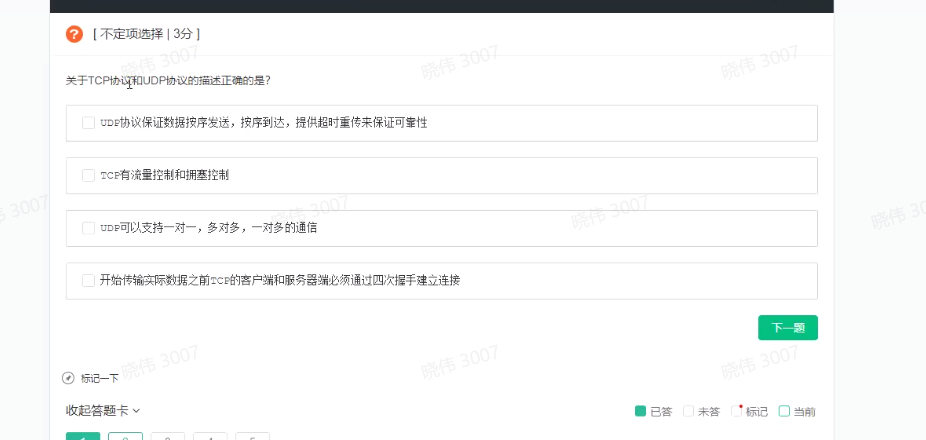 [ 不定项选择 | 3分 ]
关于TCP协议和UDP协议的描述正确的是?
UDP协议保证数据按序发送，按序到达，提供超时重传来保证可靠性
TCP有流量控制和拥塞控制
UDP可以支持一对一，多对多，一对多的通信
开始传输实际数据之前TCP的客户端和服务器端必须通过四次握手建立连接
下一题
标记一下
收起答题卡
已答 未答 标记 当前
晓伟 3007
晓伟 3007
晓伟 3007
伟 3007
晓伟 3007
晓伟 3007
晓伟 30
晓伟 3007
晓伟 3007
晓伟 3007